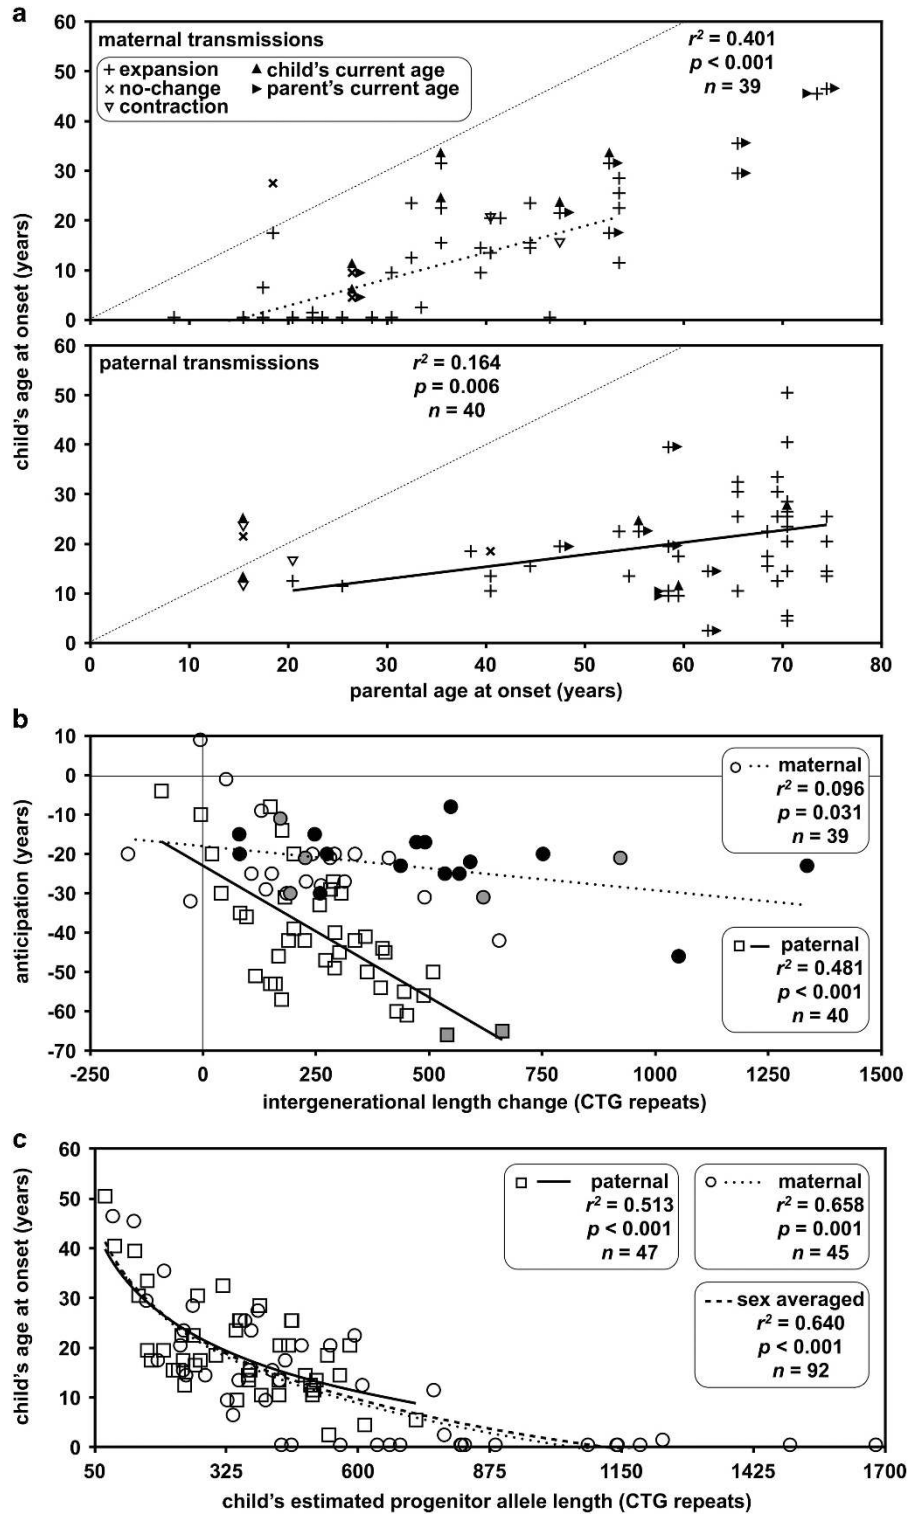 a
60
50
40
30
20
10
0
maternal transmissions
+ expansion ▲ child's current age
× no-change ► parent's current age
▽ contraction
r² = 0.401
p < 0.001
n = 39
child's age at onset (years)
60
50
40
30
20
10
0
paternal transmissions
r² = 0.164
p = 0.006
n = 40
0 10 20 30 40 50 60 70 80
parental age at onset (years)
b
10
0
-10
-20
-30
-40
-50
-60
-70
anticipation (years)
maternal
r² = 0.096
p = 0.031
n = 39
paternal
r² = 0.481
p < 0.001
n = 40
-250 0 250 500 750 1000 1250 1500
intergenerational length change (CTG repeats)
c
60
50
40
30
20
10
0
child's age at onset (years)
paternal
r² = 0.513
p < 0.001
n = 47
maternal
r² = 0.658
p = 0.001
n = 45
sex averaged
r² = 0.640
p < 0.001
n = 92
50 325 600 875 1150 1425 1700
child's estimated progenitor allele length (CTG repeats)